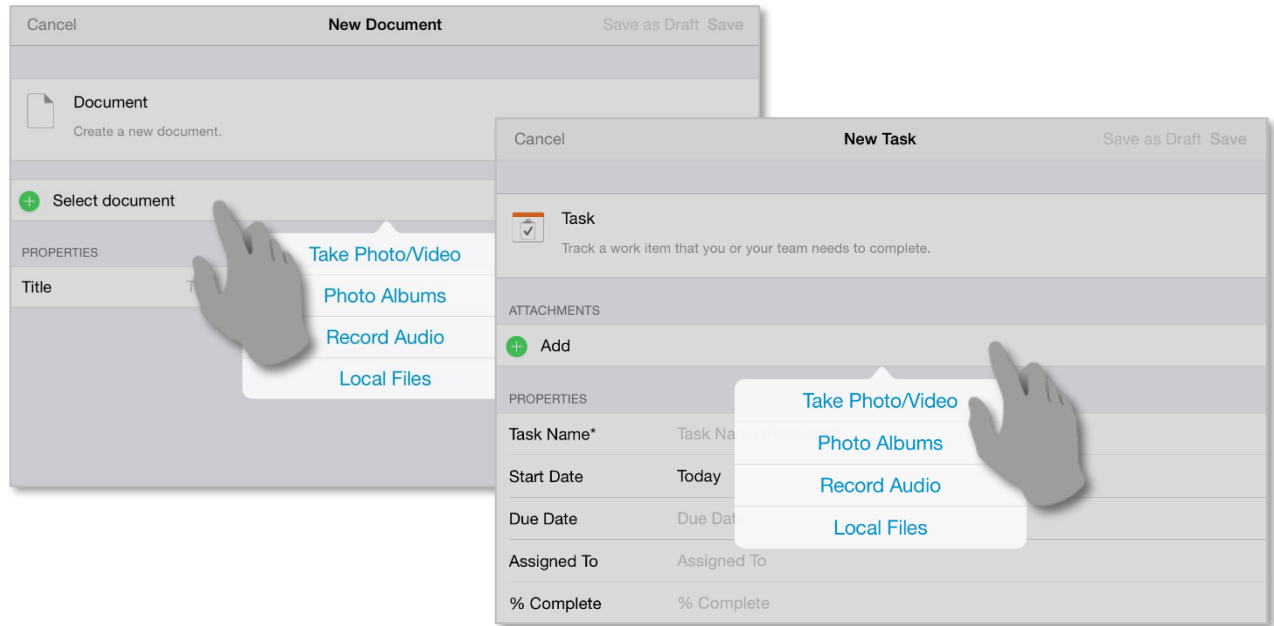 Cancel New Document Save as Draft Save
Document
Create a new document.
Select document
PROPERTIES
Title
Take Photo/Video
Photo Albums
Record Audio
Local Files
Cancel New Task Save as Draft Save
Task
Track a work item that you or your team needs to complete.
ATTACHMENTS
Add
PROPERTIES
Task Name* Task
Start Date Today
Due Date Due
Assigned To Assigned To
% Complete % Complete
Take Photo/Video
Photo Albums
Record Audio
Local Files